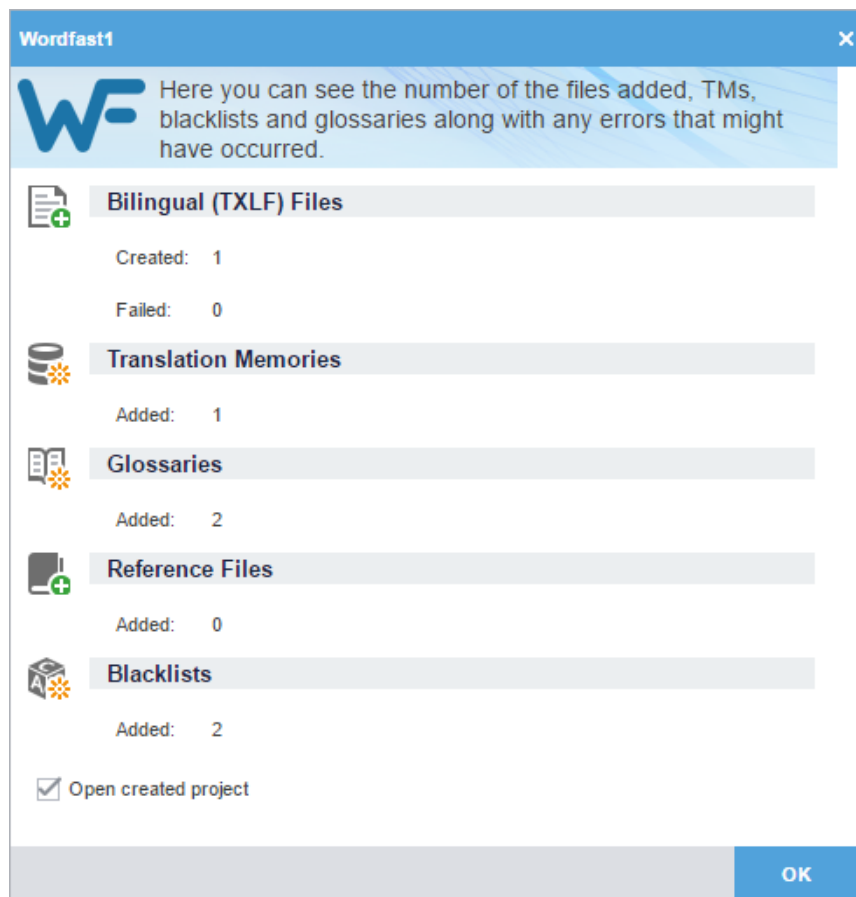 Wordfast1
WF
Here you can see the number of the files added, TMs,
blacklists and glossaries along with any errors that might
have occurred.
Bilingual (TXLF) Files
Created: 1
Failed: 0
Translation Memories
Added: 1
Glossaries
Added: 2
Reference Files
Added: 0
Blacklists
Added: 2
Open created project
OK